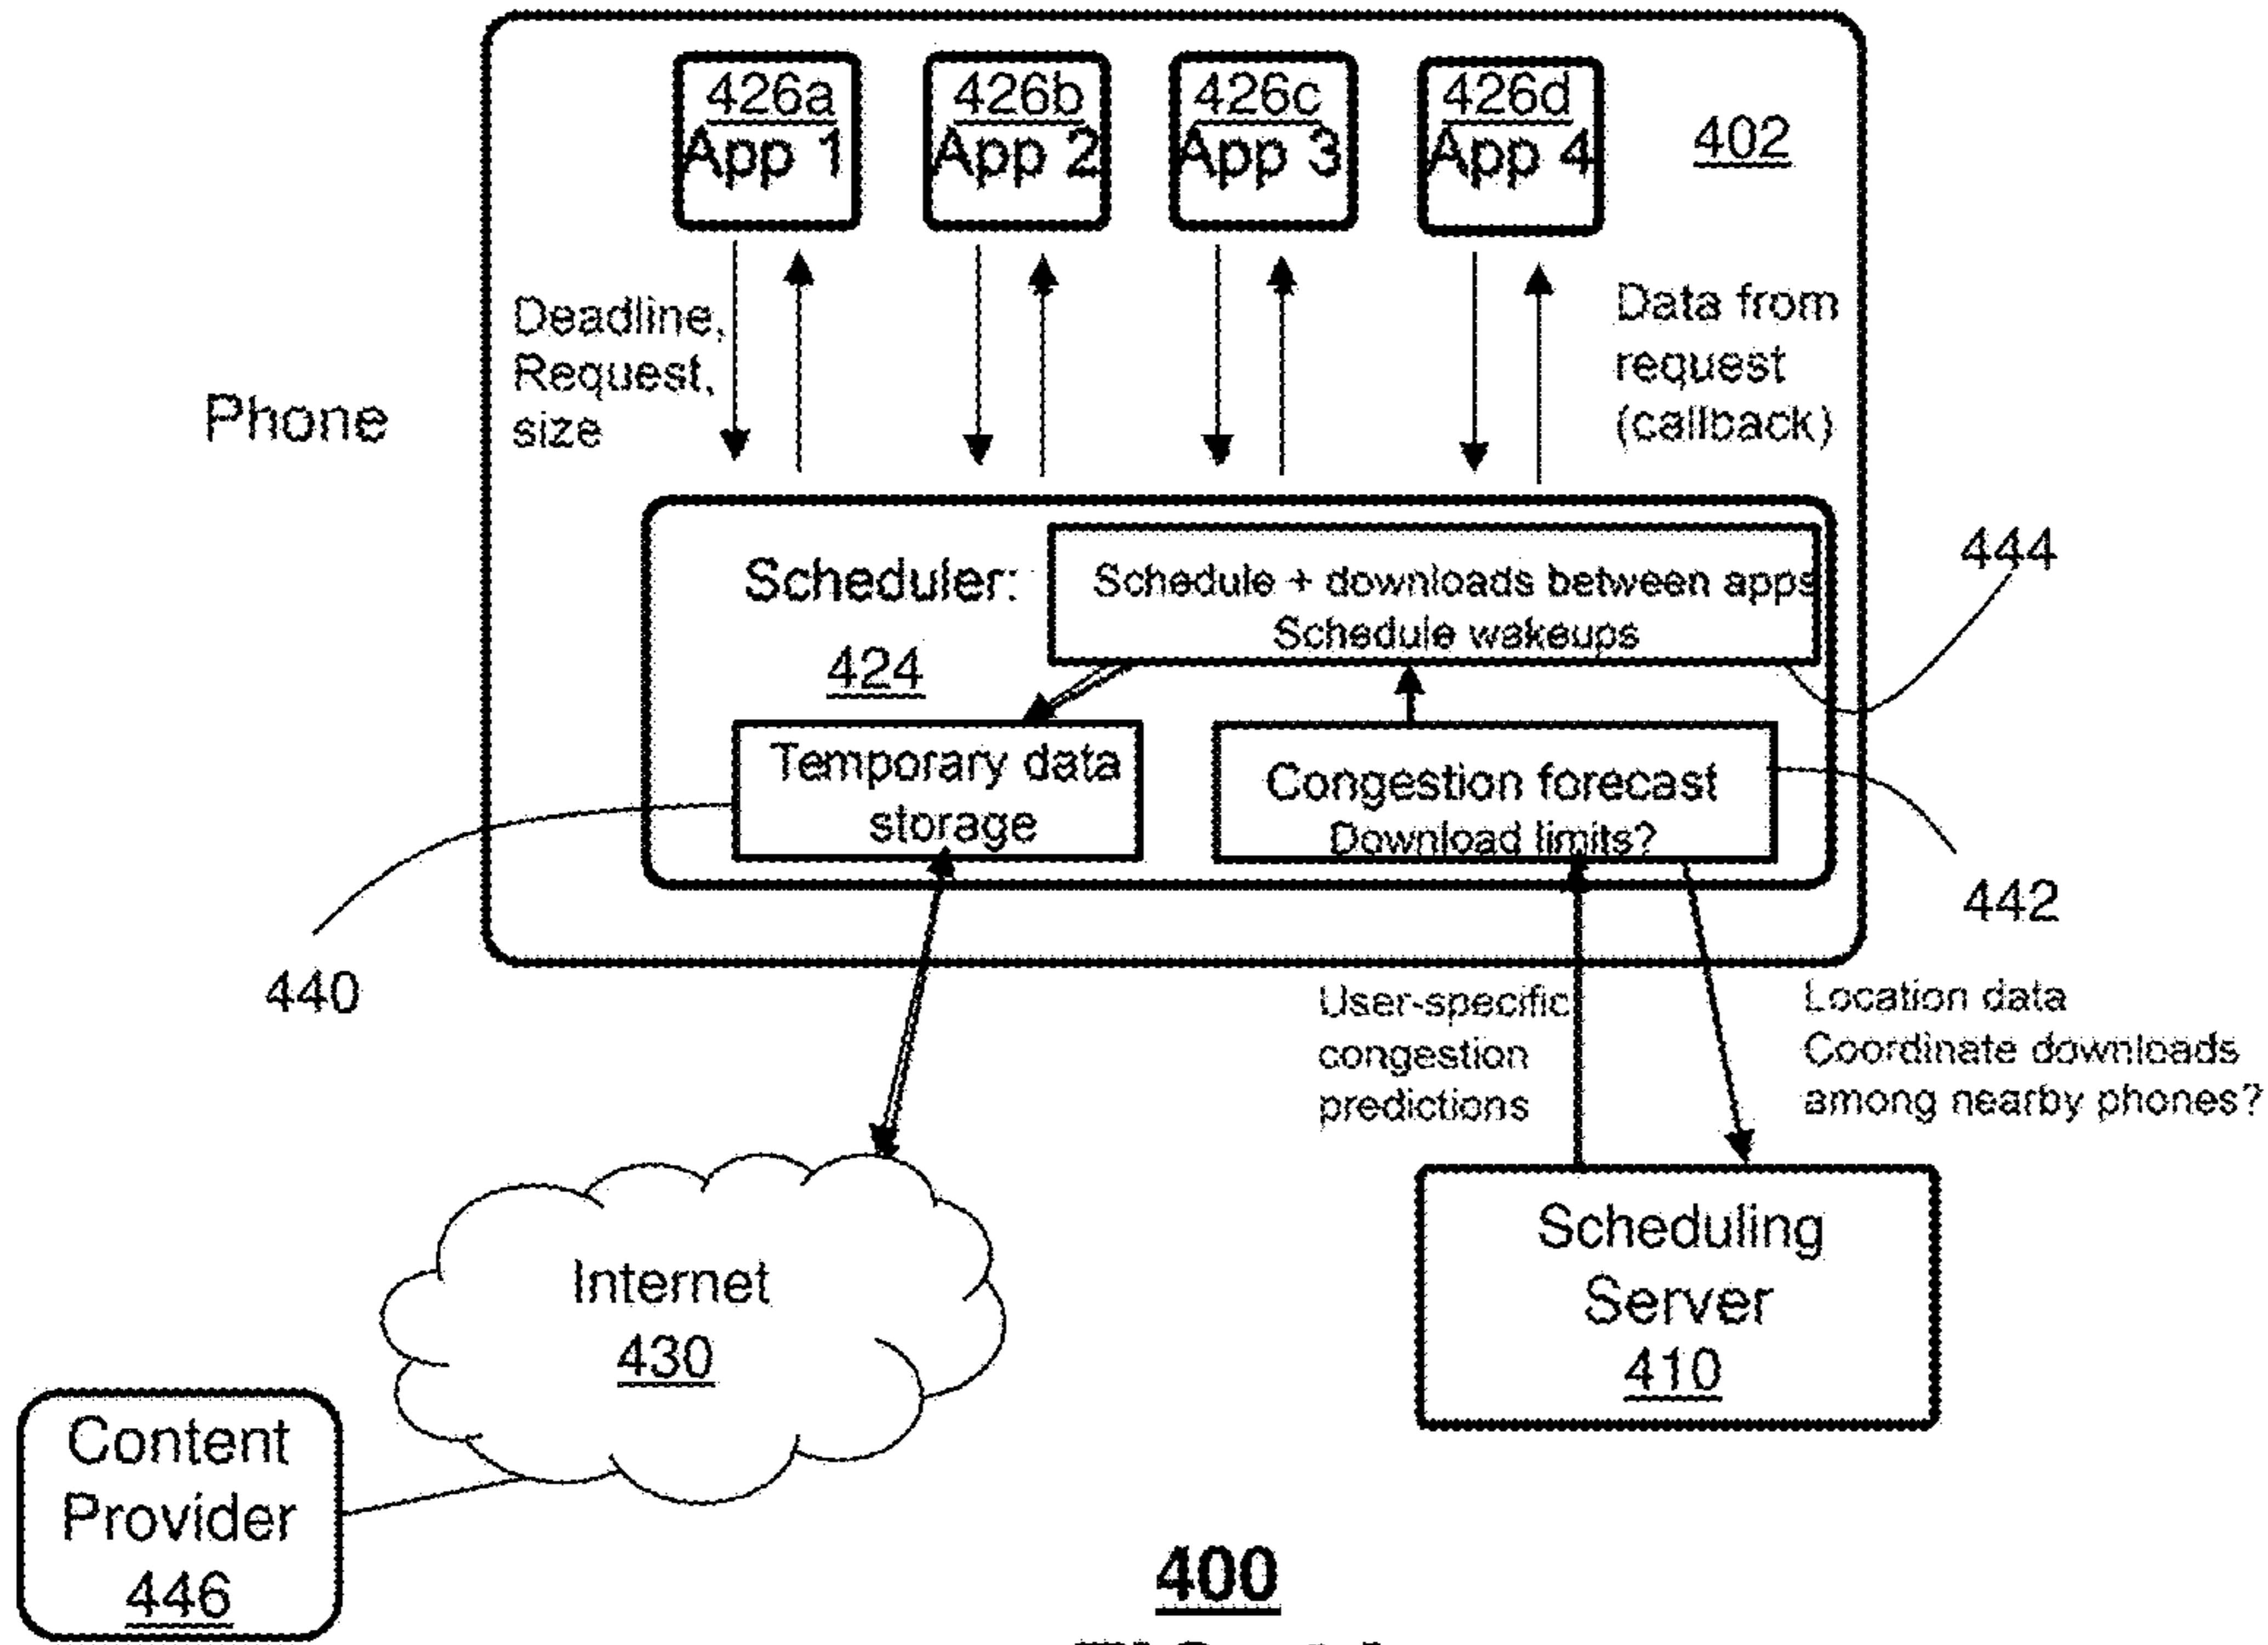 426a
App 1
426b
App 2
426c
App 3
426d
App 4
402
Deadline,
Request,
size
Data from
request
(callback)
Phone
444
Scheduler:
424
Schedule + downloads between apps
Schedule wakeups
Temporary data
storage
Congestion forecast
Download limits?
442
440
User-specific
congestion
predictions
Location data
Coordinate downloads
among nearby phones?
Internet
430
Scheduling
Server
410
Content
Provider
446
400